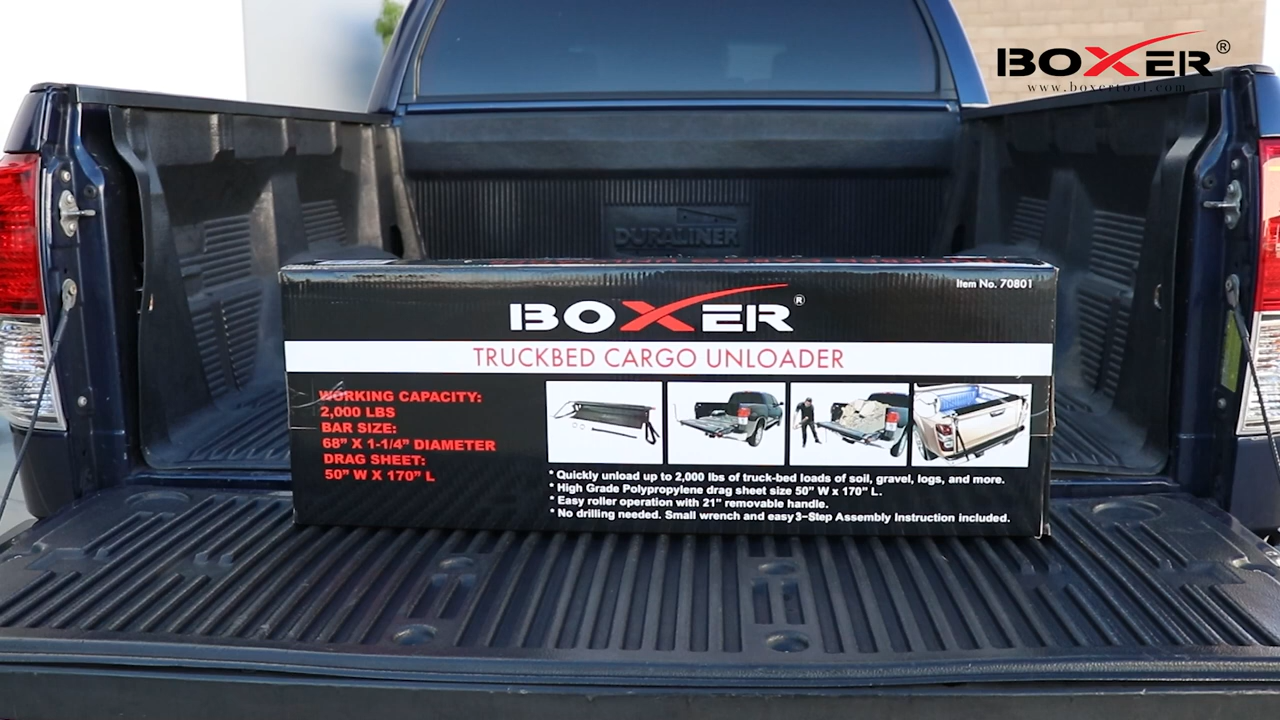 BOXER®
www.boxertool.com
DURALINER
Item No. 70801
BOXER®
TRUCKBED CARGO UNLOADER
WORKING CAPACITY:
2,000 LBS
BAR SIZE:
68” X 1-1/4” DIAMETER
DRAG SHEET:
50” W X 170” L
* Quickly unload up to 2,000 lbs of truck-bed loads of soil, gravel, logs, and more.
* High Grade Polypropylene drag sheet size 50” W x 170” L.
* Easy roller operation with 21" removable handle.
* No drilling needed. Small wrench and easy 3-Step Assembly Instruction included.